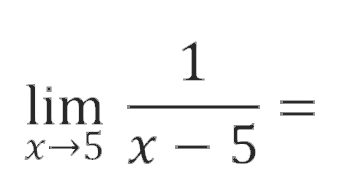 lim x→5 1/(x − 5) =